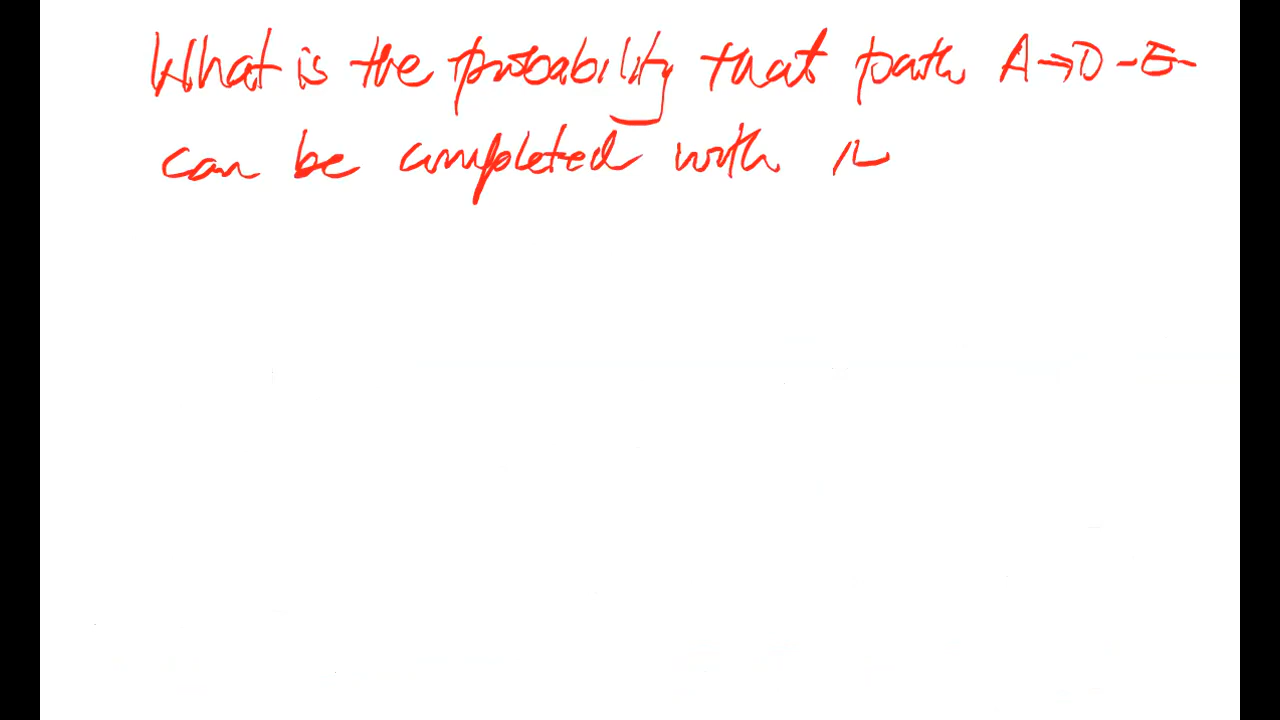 What is the probability that path A→D-E-
can be completed with